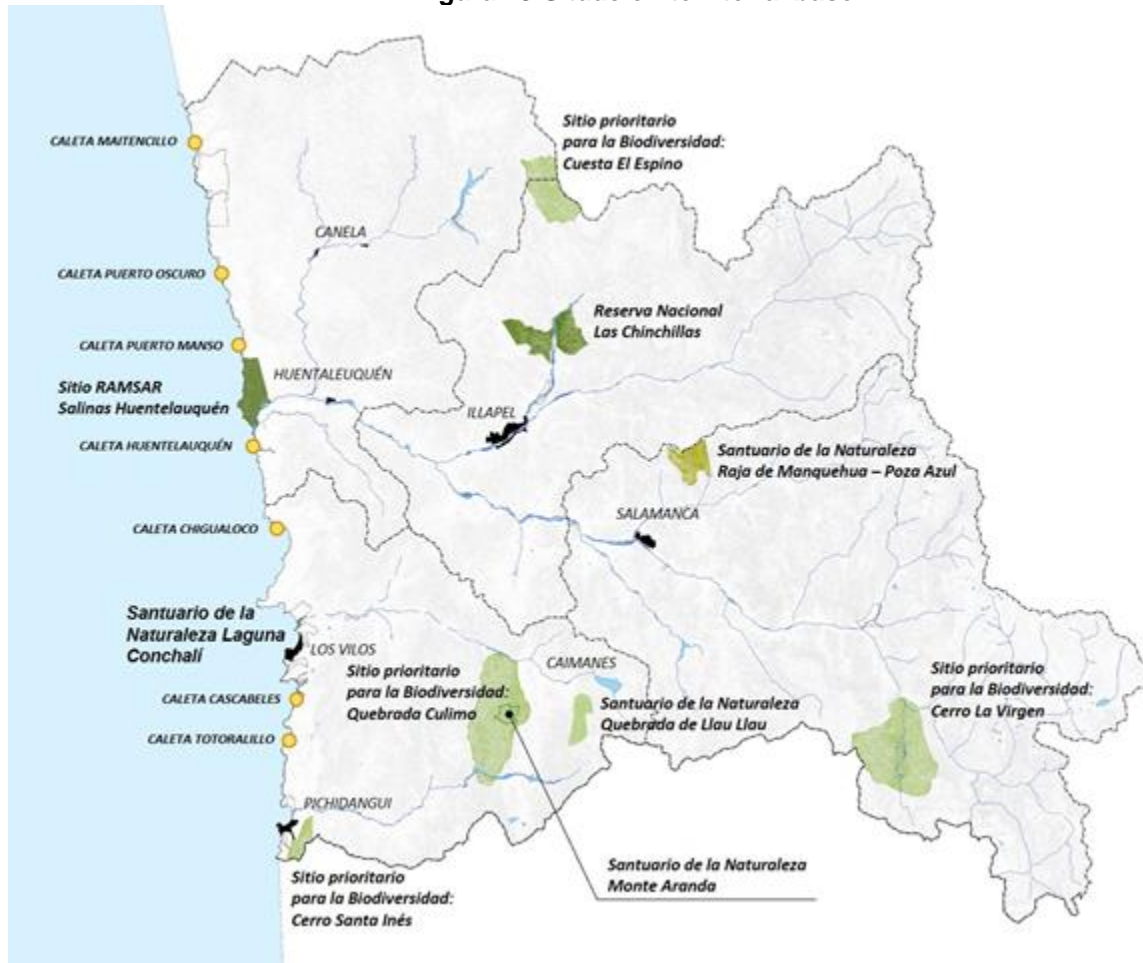 CALETA MAITENCILLO
Sitio prioritario
para la Biodiversidad:
Cuesta El Espino
CANELA
CALETA PUERTO OSCURO
Reserva Nacional
Las Chinchillas
CALETA PUERTO MANSO
HUENTALEUQUÉN
Sitio RAMSAR
Salinas Huentelauquén
ILLAPEL
CALETA HUENTELAUQUÉN
Santuario de la Naturaleza
Raja de Manquehua – Poza Azul
SALAMANCA
CALETA CHIGUALOCO
Santuario de la
Naturaleza Laguna
Conchalí
LOS VILOS
Sitio prioritario
para la Biodiversidad:
Quebrada Culimo
CAIMANES
Santuario de la Naturaleza
Quebrada de Llau Llau
Sitio prioritario
para la Biodiversidad:
Cerro La Virgen
CALETA CASCABELES
CALETA TOTORALILLO
PICHIDANGUI
Santuario de la Naturaleza
Monte Aranda
Sitio prioritario
para la Biodiversidad:
Cerro Santa Inés